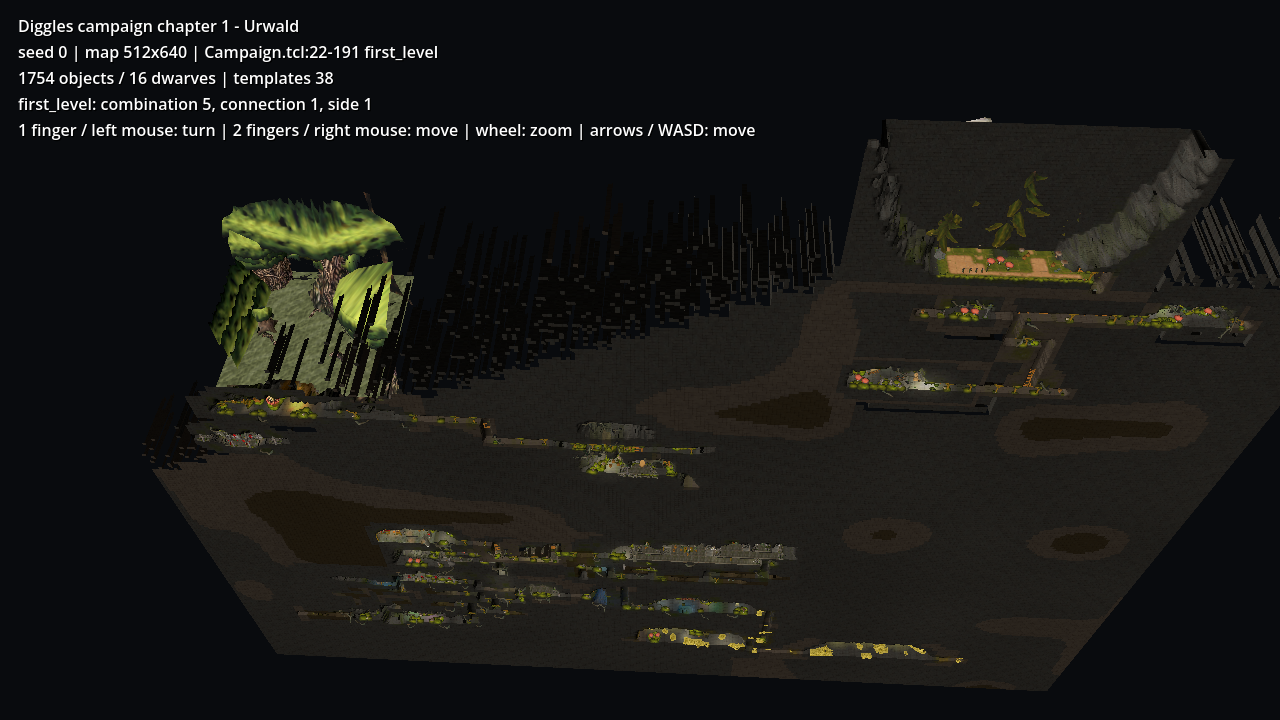 Diggles campaign chapter 1 - Urwald
seed 0 | map 512x640 | Campaign.tcl:22-191 first_level
1754 objects / 16 dwarves | templates 38
first_level: combination 5, connection 1, side 1
1 finger / left mouse: turn | 2 fingers / right mouse: move | wheel: zoom | arrows / WASD: move